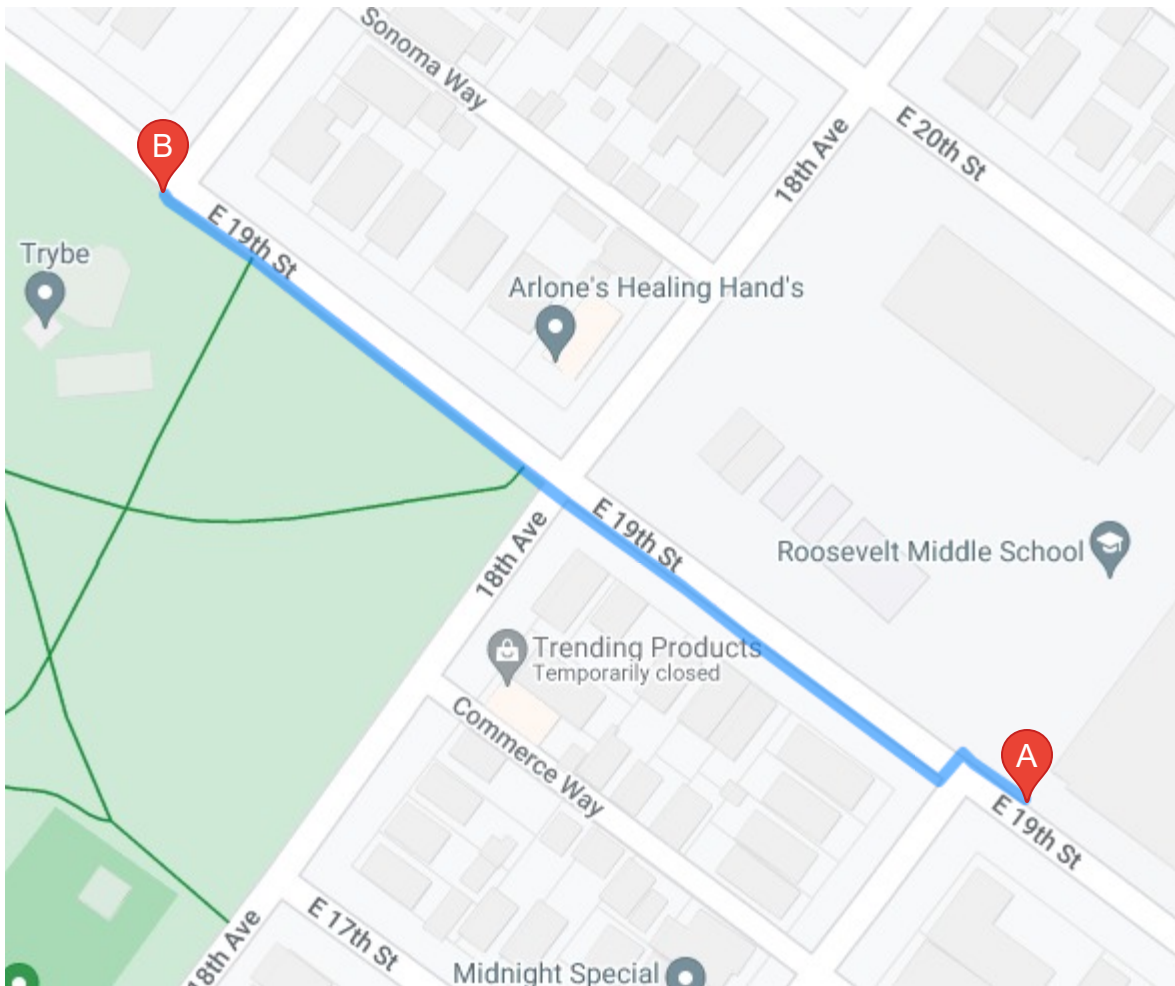 Sonoma Way
B
E 20th St
18th Ave
E 19th St
Trybe
Arlone's Healing Hand's
E 19th St
18th Ave
Roosevelt Middle School
Trending Products
Temporarily closed
Commerce Way
A
E 19th St
E 17th St
18th Ave
Midnight Special